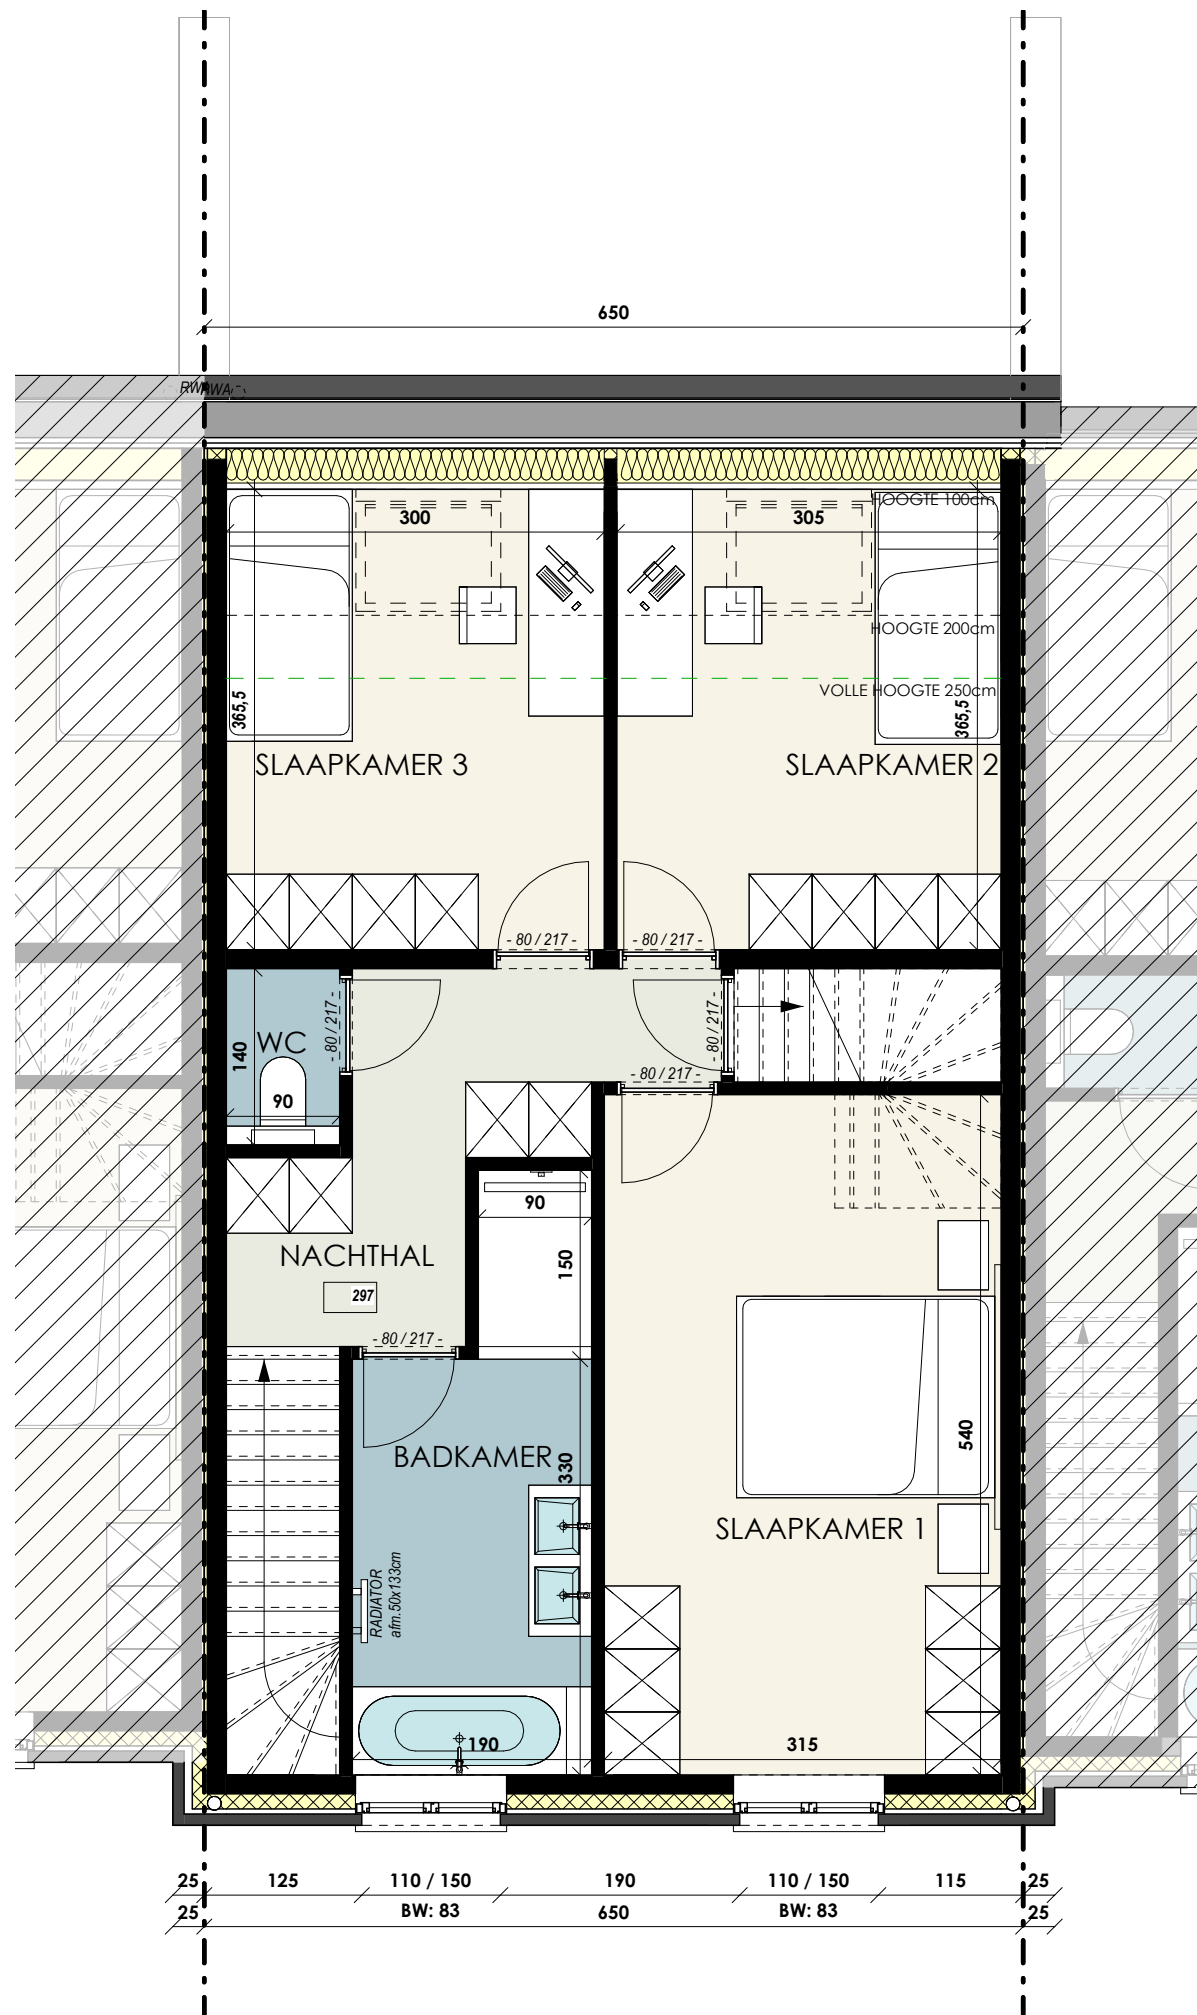 650
RWA
RWA
HOOGTE 100cm
300
305
HOOGTE 200cm
VOLLE HOOGTE 250cm
365,5
365,5
SLAAPKAMER 3
SLAAPKAMER 2
- 80 / 217 -
- 80 / 217 -
- 80 / 217 -
- 80 / 217 -
WC
140
90
- 80 / 217 -
90
150
NACHTHAL
297
- 80 / 217 -
BADKAMER
330
540
SLAAPKAMER 1
RADIATOR
afm.50x133cm
190
315
25
125
110 / 150
190
110 / 150
115
25
BW: 83
BW: 83
25
650
25